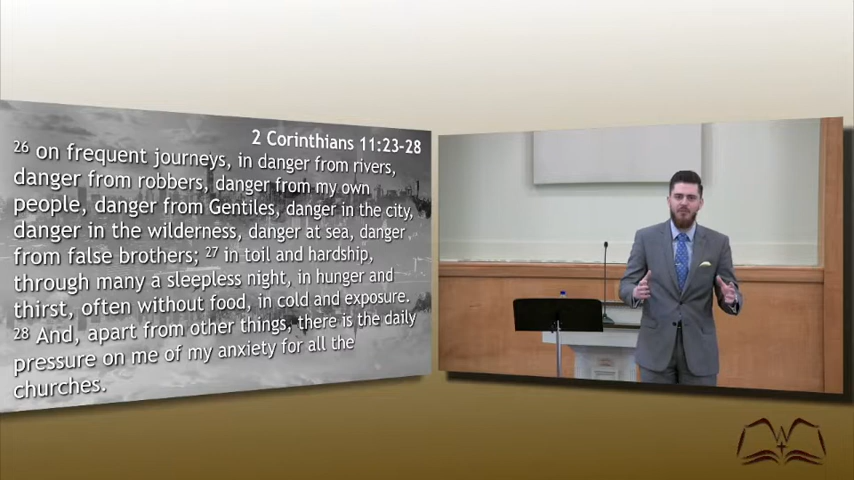 2 Corinthians 11:23-28
26 on frequent journeys, in danger from rivers,
danger from robbers, danger from my own
people, danger from Gentiles, danger in the city,
danger in the wilderness, danger at sea, danger
from false brothers; 27 in toil and hardship,
through many a sleepless night, in hunger and
thirst, often without food, in cold and exposure.
28 And, apart from other things, there is the daily
pressure on me of my anxiety for all the
churches.